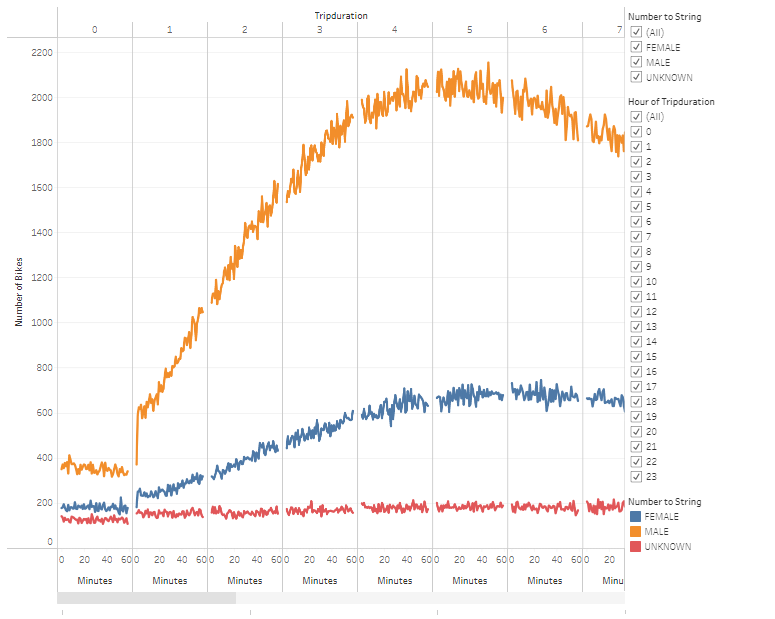 Tripduration
0 1 2 3 4 5 6 7
Number of Bikes
2200
2000
1800
1600
1400
1200
1000
800
600
400
200
0
0 20 40 60 0 20 40 60 0 20 40 60 0 20 40 60 0 20 40 60 0 20 40 60 0 20 40 60 0 20
Minutes Minutes Minutes Minutes Minutes Minutes Minutes Minu
Number to String
(All)
FEMALE
MALE
UNKNOWN
Hour of Tripduration
(All)
0
1
2
3
4
5
6
7
8
9
10
11
12
13
14
15
16
17
18
19
20
21
22
23
Number to String
FEMALE
MALE
UNKNOWN